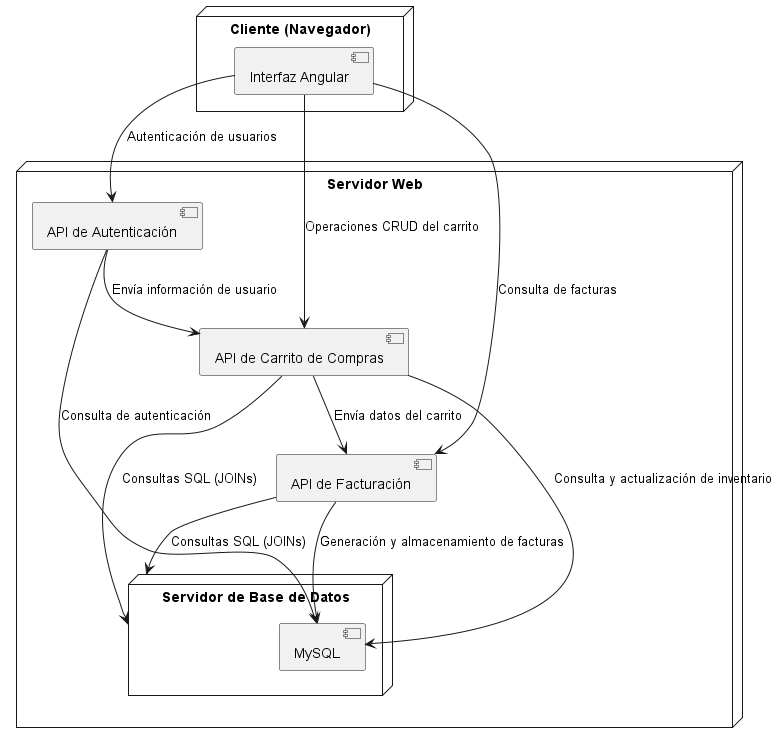 Cliente (Navegador)
Interfaz Angular
Autenticación de usuarios
Servidor Web
API de Autenticación
Operaciones CRUD del carrito
Envía información de usuario
Consulta de facturas
API de Carrito de Compras
Consulta de autenticación
Envía datos del carrito
Consultas SQL (JOINs)
API de Facturación
Consulta y actualización de inventario
Consultas SQL (JOINs)
Generación y almacenamiento de facturas
Servidor de Base de Datos
MySQL